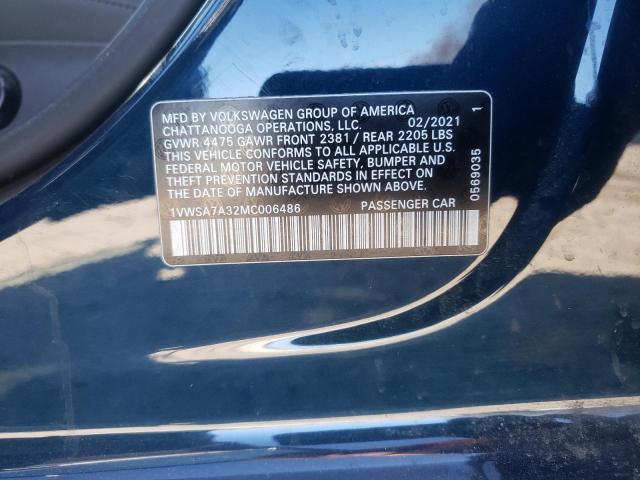 MFD BY VOLKSWAGEN GROUP OF AMERICA
CHATTANOOGA OPERATIONS, LLC. 02/2021 1
GVWR 4475 GAWR FRONT 2381 / REAR 2205 LBS
THIS VEHICLE CONFORMS TO ALL APPLICABLE U.S.
FEDERAL MOTOR VEHICLE SAFETY, BUMPER AND
THEFT PREVENTION STANDARDS IN EFFECT ON
THE DATE OF MANUFACTURE SHOWN ABOVE.
1VWSA7A32MC006486 PASSENGER CAR
0569035